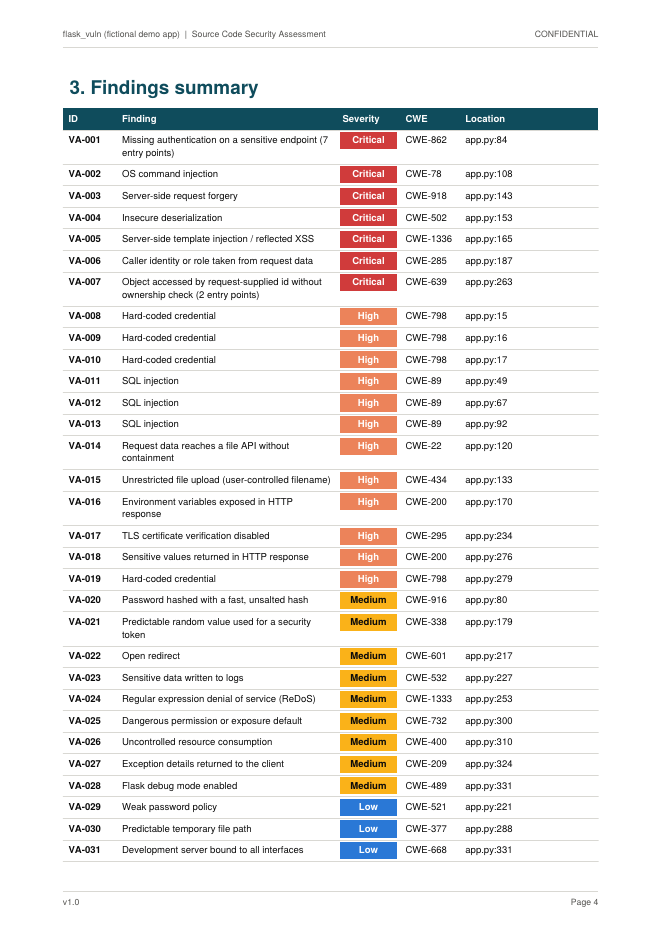 flask_vuln (fictional demo app) | Source Code Security Assessment CONFIDENTIAL
3. Findings summary
ID Finding Severity CWE Location
VA-001 Missing authentication on a sensitive endpoint (7 Critical CWE-862 app.py:84
entry points)
VA-002 OS command injection Critical CWE-78 app.py:108
VA-003 Server-side request forgery Critical CWE-918 app.py:143
VA-004 Insecure deserialization Critical CWE-502 app.py:153
VA-005 Server-side template injection / reflected XSS Critical CWE-1336 app.py:165
VA-006 Caller identity or role taken from request data Critical CWE-285 app.py:187
VA-007 Object accessed by request-supplied id without Critical CWE-639 app.py:263
ownership check (2 entry points)
VA-008 Hard-coded credential High CWE-798 app.py:15
VA-009 Hard-coded credential High CWE-798 app.py:16
VA-010 Hard-coded credential High CWE-798 app.py:17
VA-011 SQL injection High CWE-89 app.py:49
VA-012 SQL injection High CWE-89 app.py:67
VA-013 SQL injection High CWE-89 app.py:92
VA-014 Request data reaches a file API without High CWE-22 app.py:120
containment
VA-015 Unrestricted file upload (user-controlled filename) High CWE-434 app.py:133
VA-016 Environment variables exposed in HTTP High CWE-200 app.py:170
response
VA-017 TLS certificate verification disabled High CWE-295 app.py:234
VA-018 Sensitive values returned in HTTP response High CWE-200 app.py:276
VA-019 Hard-coded credential High CWE-798 app.py:279
VA-020 Password hashed with a fast, unsalted hash Medium CWE-916 app.py:80
VA-021 Predictable random value used for a security Medium CWE-338 app.py:179
token
VA-022 Open redirect Medium CWE-601 app.py:217
VA-023 Sensitive data written to logs Medium CWE-532 app.py:227
VA-024 Regular expression denial of service (ReDoS) Medium CWE-1333 app.py:253
VA-025 Dangerous permission or exposure default Medium CWE-732 app.py:300
VA-026 Uncontrolled resource consumption Medium CWE-400 app.py:310
VA-027 Exception details returned to the client Medium CWE-209 app.py:324
VA-028 Flask debug mode enabled Medium CWE-489 app.py:331
VA-029 Weak password policy Low CWE-521 app.py:221
VA-030 Predictable temporary file path Low CWE-377 app.py:288
VA-031 Development server bound to all interfaces Low CWE-668 app.py:331
v1.0 Page 4